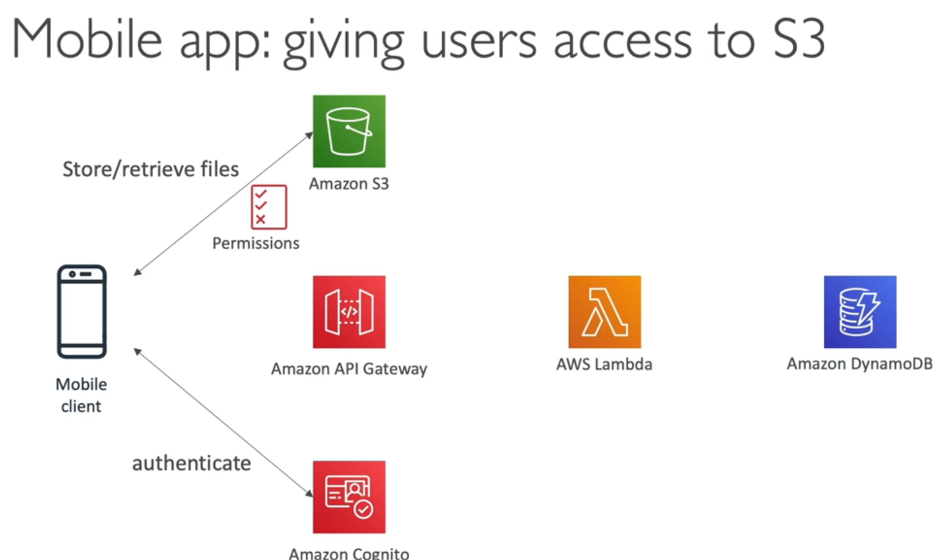 Mobile app: giving users access to S3
Store/retrieve files
Amazon S3
Permissions
Mobile
client
Amazon API Gateway
AWS Lambda
Amazon DynamoDB
authenticate
Amazon Cognito